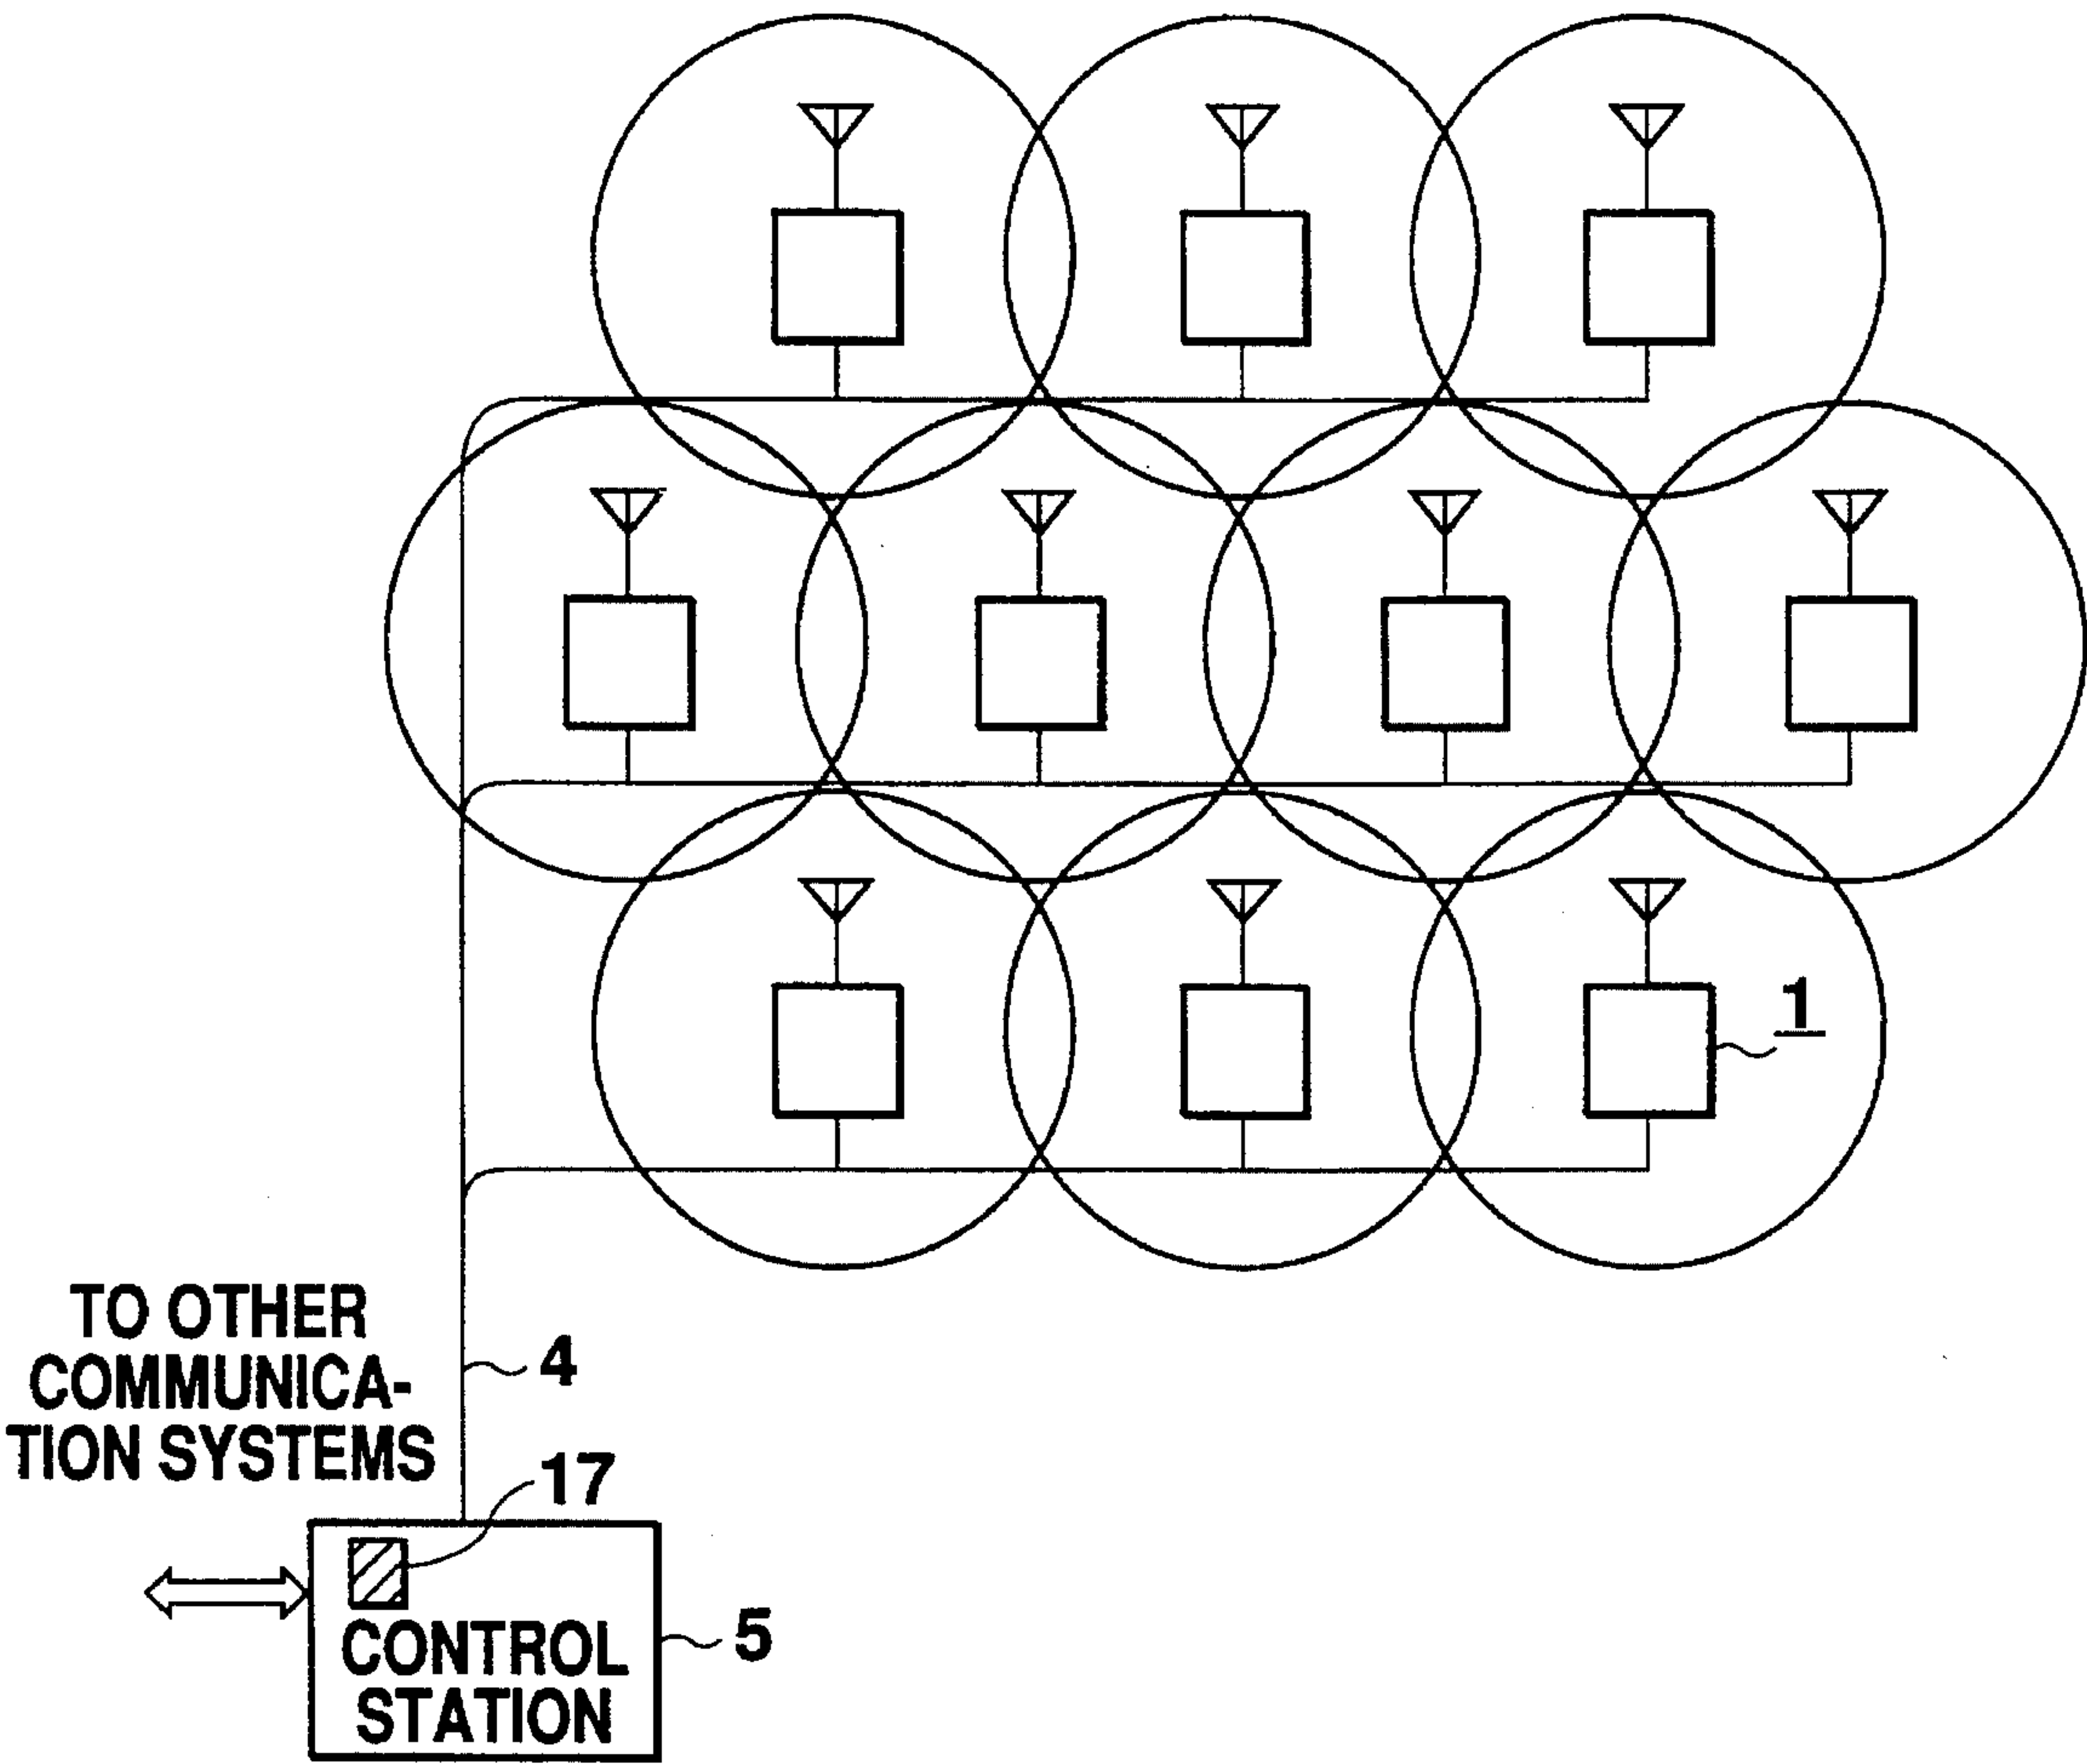 1
TO OTHER
COMMUNICA-
TION SYSTEMS
4
17
CONTROL
STATION
5